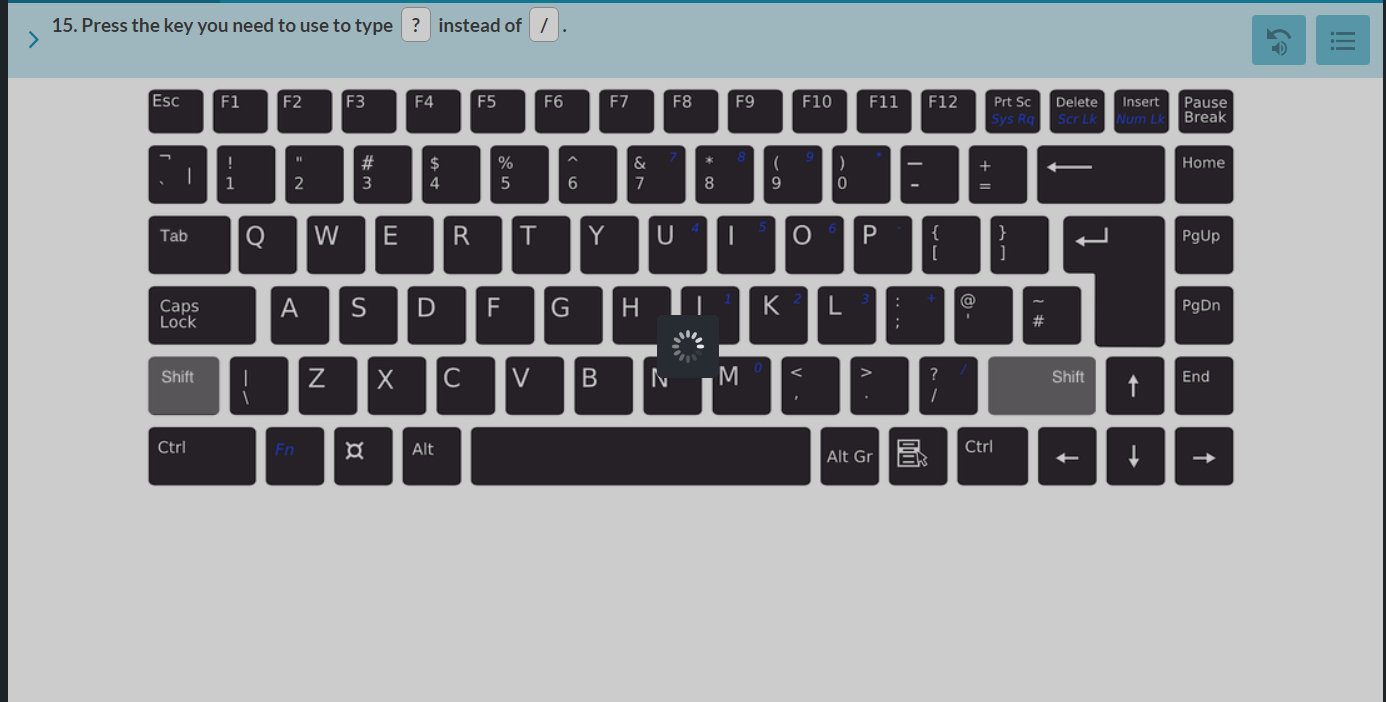 15. Press the key you need to use to type ? instead of / .
Esc F1 F2 F3 F4 F5 F6 F7 F8 F9 F10 F11 F12 Prt Sc Delete Insert Pause
Sys Rq Scr Lk Num Lk Break
¬ ! " # $ % ^ & 7 * 8 ( 9 ) * — + Home
` | 1 2 3 4 5 6 7 8 9 0 - =
Tab Q W E R T Y U 4 I 5 O 6 P - { } PgUp
[ ]
Caps A S D F G H J 1 K 2 L 3 : + @ ~ PgDn
Lock ; ' #
Shift | Z X C V B N M 0 < > ? / Shift ↑ End
\ , . /
Ctrl Fn ¤ Alt Alt Gr Ctrl ← ↓ →